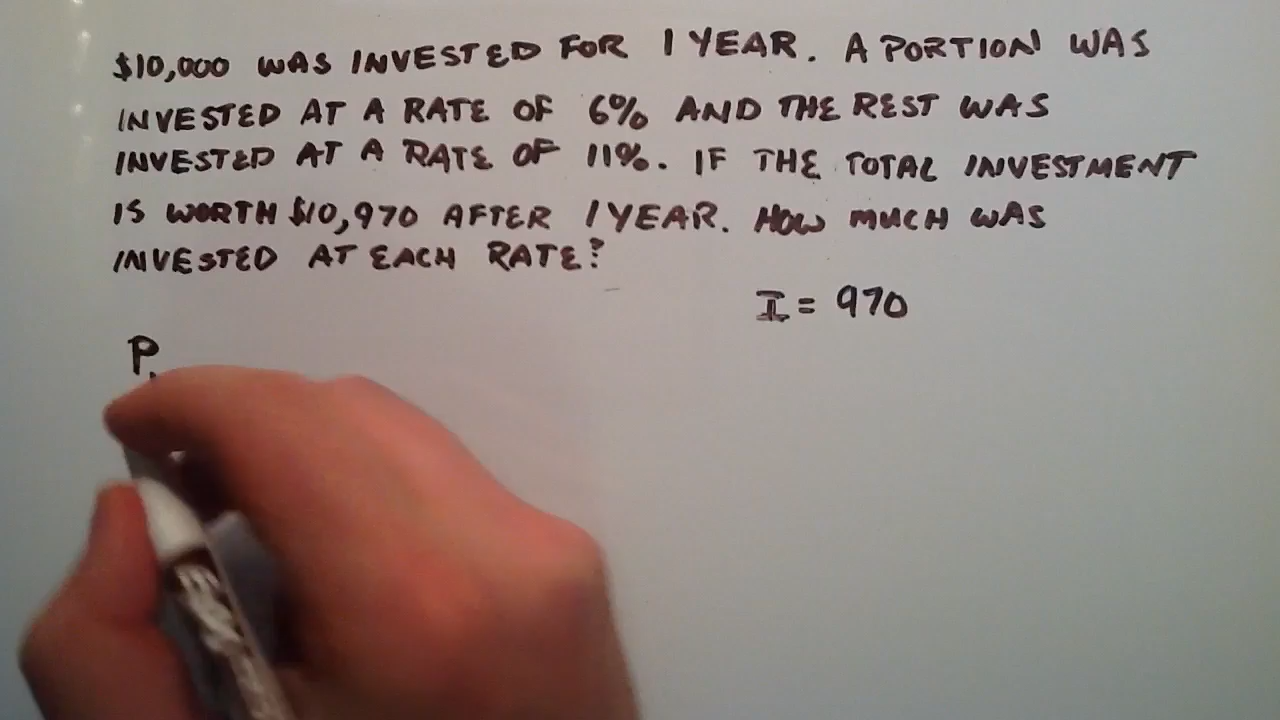 $10,000 WAS INVESTED FOR 1 YEAR. A PORTION WAS
INVESTED AT A RATE OF 6% AND THE REST WAS
INVESTED AT A RATE OF 11%. IF THE TOTAL INVESTMENT
IS WORTH $10,970 AFTER 1 YEAR. HOW MUCH WAS
INVESTED AT EACH RATE?
I = 970
P